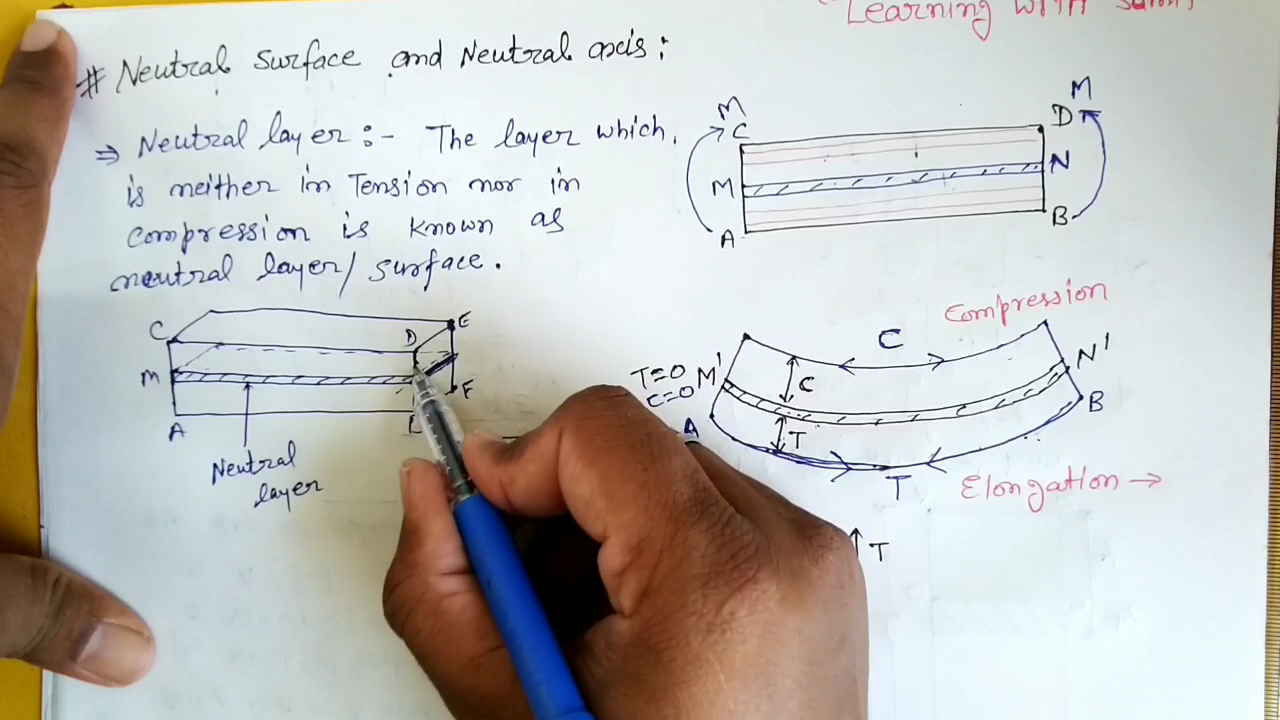 Learning with
# Neutral surface and Neutral axis :
⇒ Neutral layer :- The layer which
is neither in Tension nor in
compression is known as
neutral layer/ surface.
M
C
D
M
M
N
A
B
C
D
E
M
F
A
Neutral
layer
Compression
C
T=0
C=0
M'
N'
C
T
A
B
T
Elongation →
↑ T